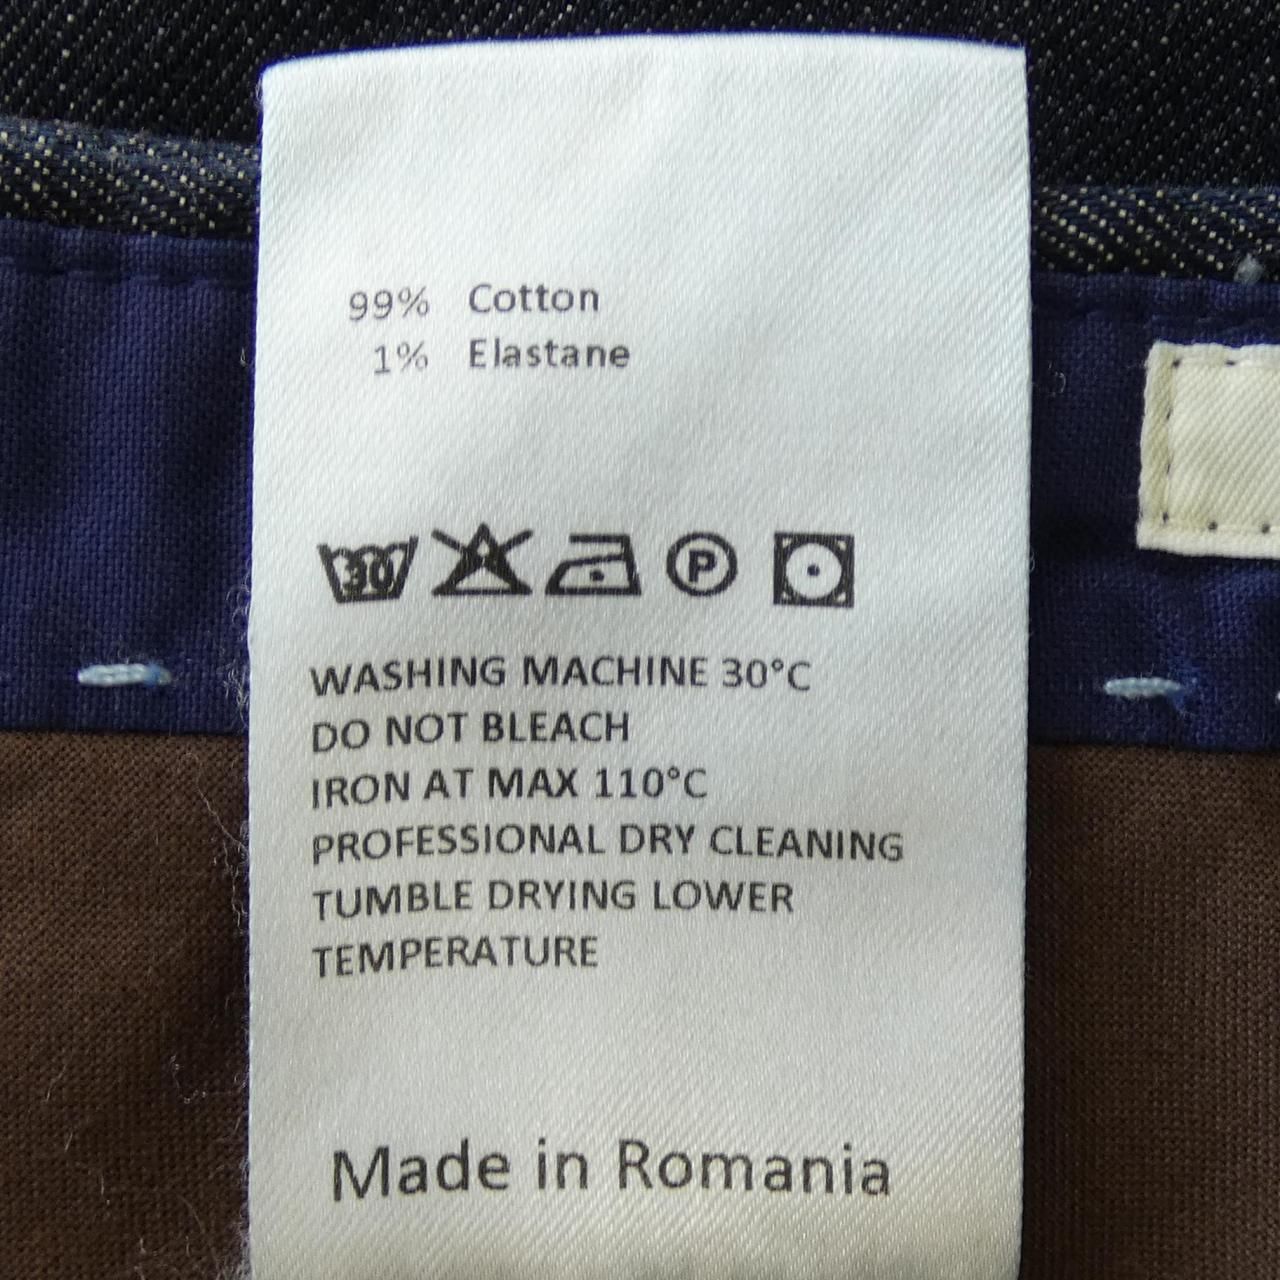 99% Cotton
1% Elastane
30 P
WASHING MACHINE 30°C
DO NOT BLEACH
IRON AT MAX 110°C
PROFESSIONAL DRY CLEANING
TUMBLE DRYING LOWER
TEMPERATURE
Made in Romania